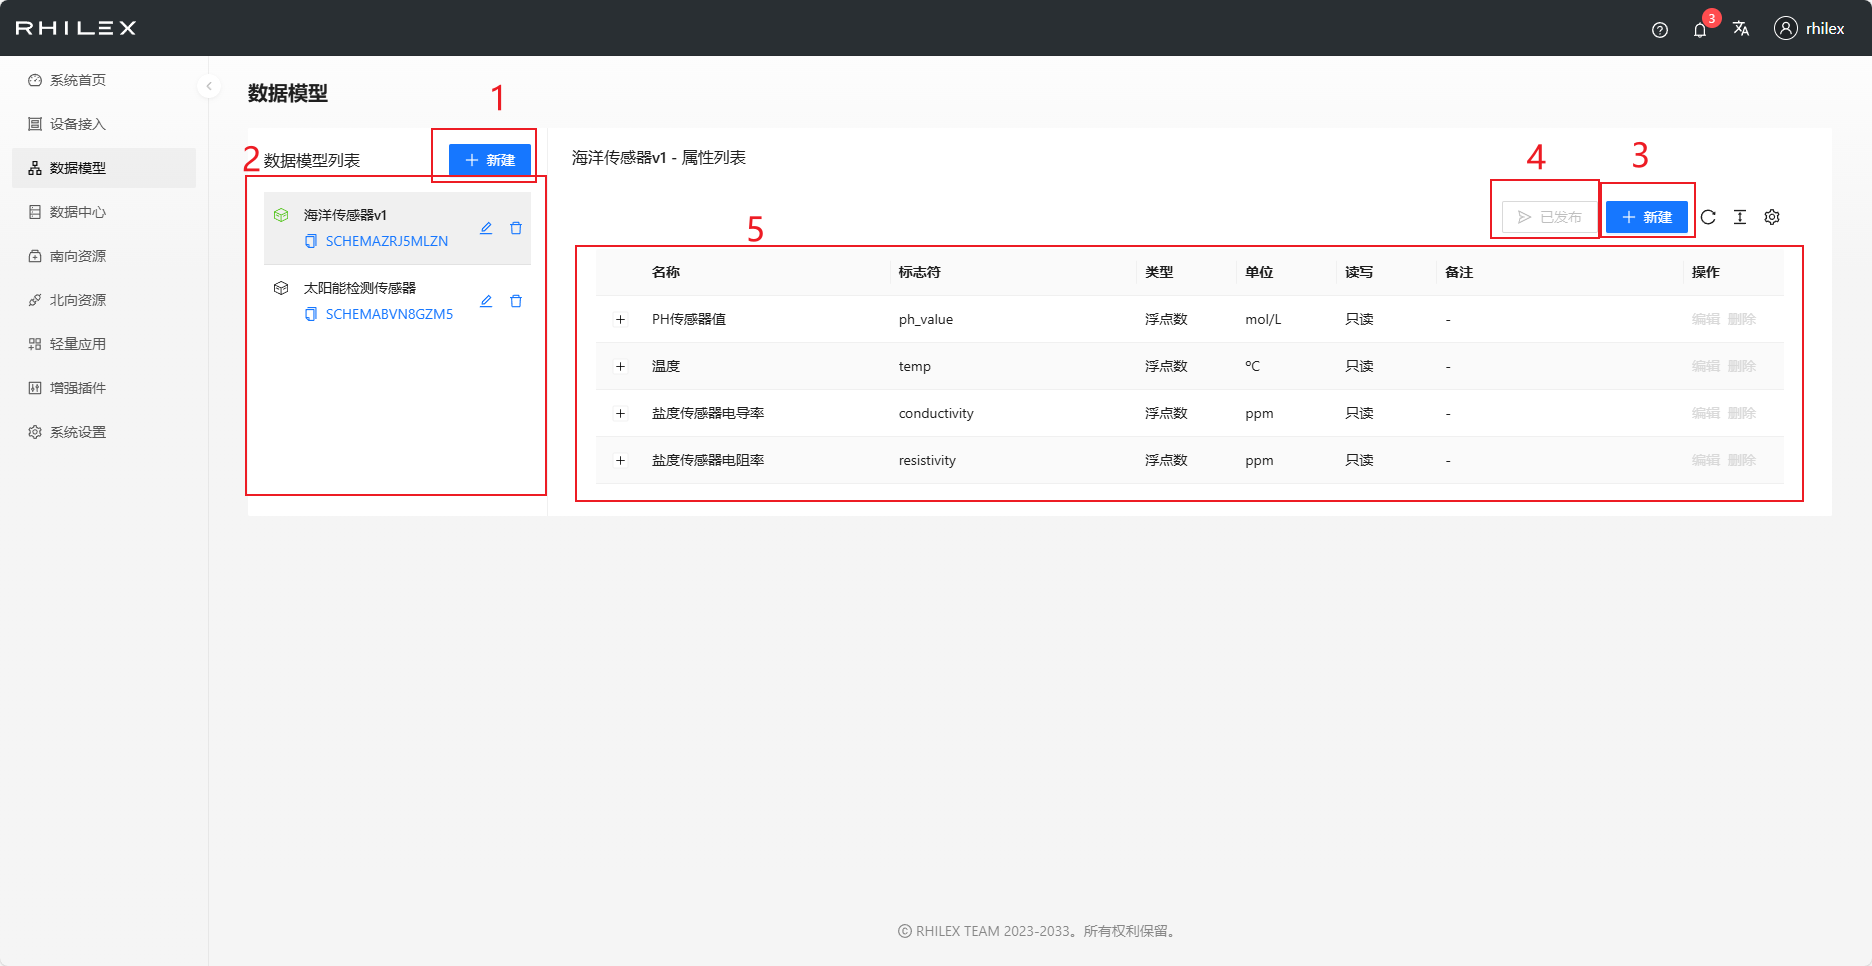 RHILEX
3
rhilex
系统首页
设备接入
数据模型
数据中心
南向资源
北向资源
轻量应用
增强插件
系统设置
数据模型
1
2
数据模型列表
新建
海洋传感器v1
SCHEMAZRJ5MLZN
太阳能检测传感器
SCHEMABVN8GZM5
海洋传感器v1 - 属性列表
4
3
已发布
新建
5
名称 标志符 类型 单位 读写 备注 操作
PH传感器值 ph_value 浮点数 mol/L 只读 - 编辑 删除
温度 temp 浮点数 ℃ 只读 - 编辑 删除
盐度传感器电导率 conductivity 浮点数 ppm 只读 - 编辑 删除
盐度传感器电阻率 resistivity 浮点数 ppm 只读 - 编辑 删除
© RHILEX TEAM 2023-2033。所有权利保留。